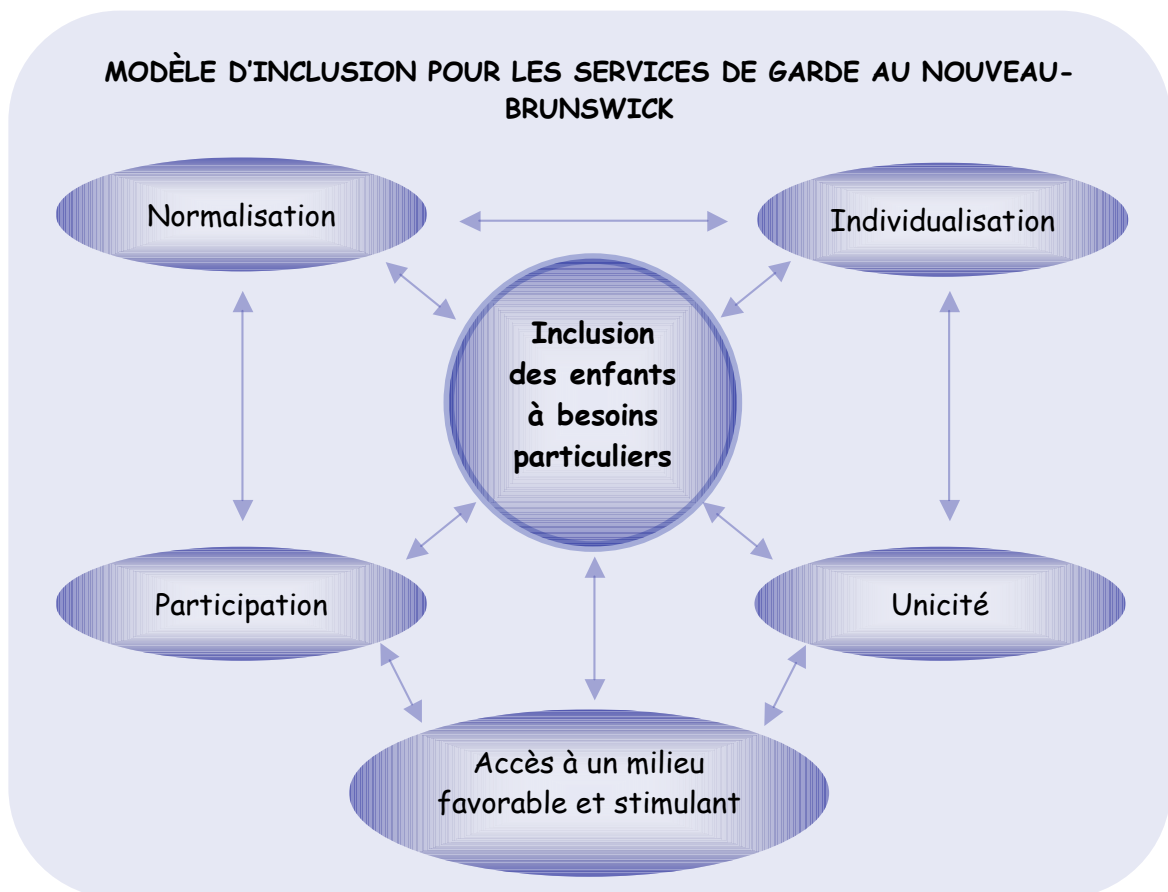 MODÈLE D'INCLUSION POUR LES SERVICES DE GARDE AU NOUVEAU-
BRUNSWICK
Normalisation
Individualisation
Inclusion
des enfants
à besoins
particuliers
Participation
Unicité
Accès à un milieu
favorable et stimulant